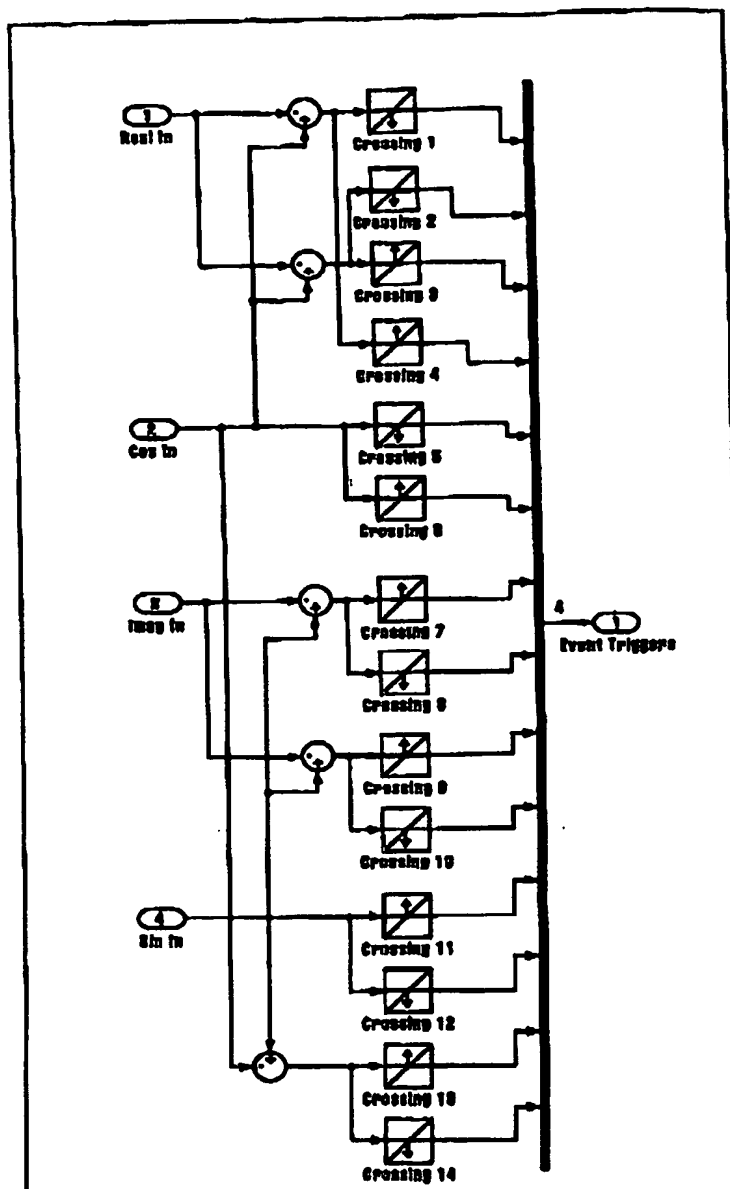 1
Real In
Crossing 1
Crossing 2
Crossing 3
Crossing 4
2
Cos In
Crossing 5
Crossing 6
Imag In
Crossing 7
4
1
Event Triggers
Crossing 8
Crossing 9
Crossing 10
4
Sin In
Crossing 11
Crossing 12
Crossing 13
Crossing 14